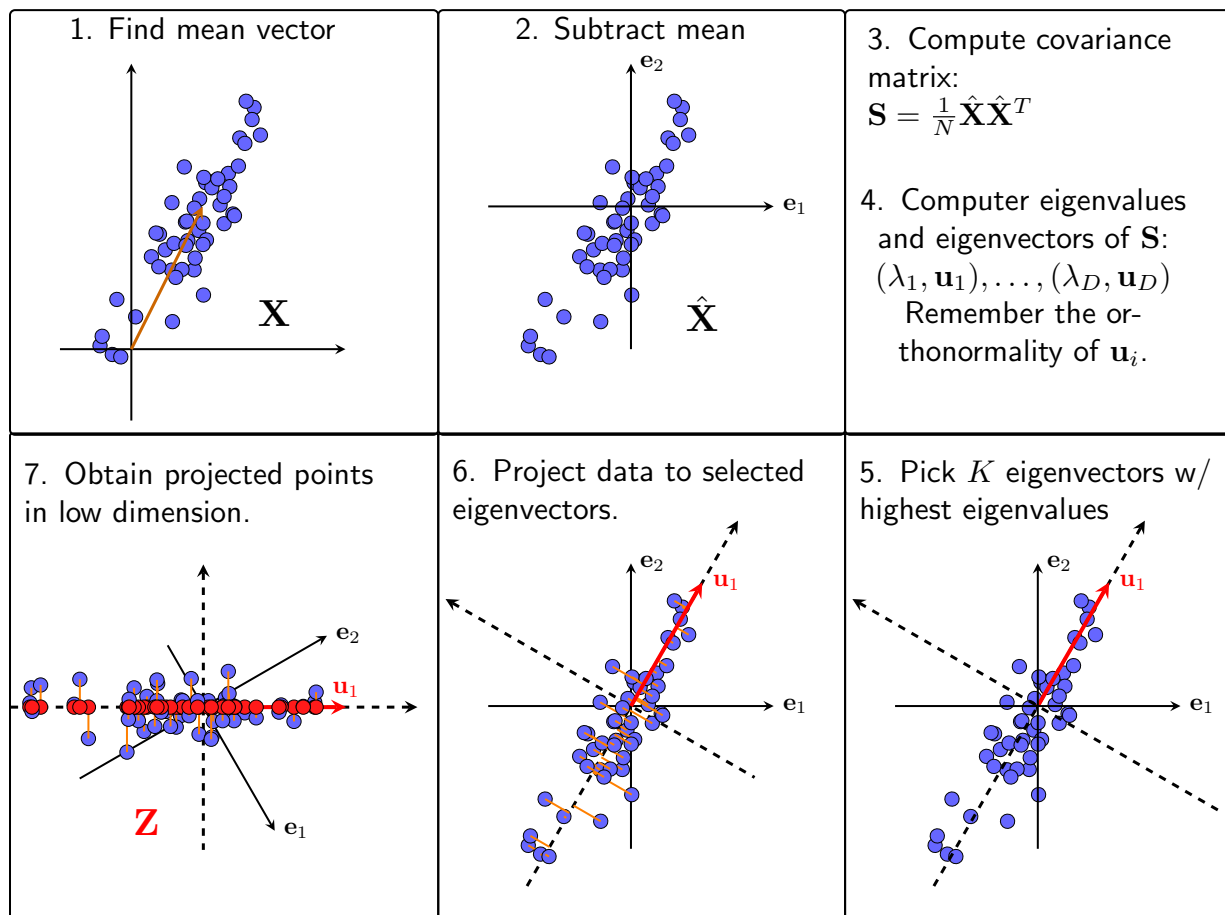 1. Find mean vector
X
2. Subtract mean
e₂
e₁
X̂
3. Compute covariance
matrix:
S = 1/N X̂X̂ᵀ
4. Computer eigenvalues
and eigenvectors of S:
(λ₁, u₁), . . . , (λ_D, u_D)
Remember the or-
thonormality of uᵢ.
7. Obtain projected points
in low dimension.
e₂
u₁
Z
e₁
6. Project data to selected
eigenvectors.
e₂
u₁
e₁
5. Pick K eigenvectors w/
highest eigenvalues
e₂
u₁
e₁